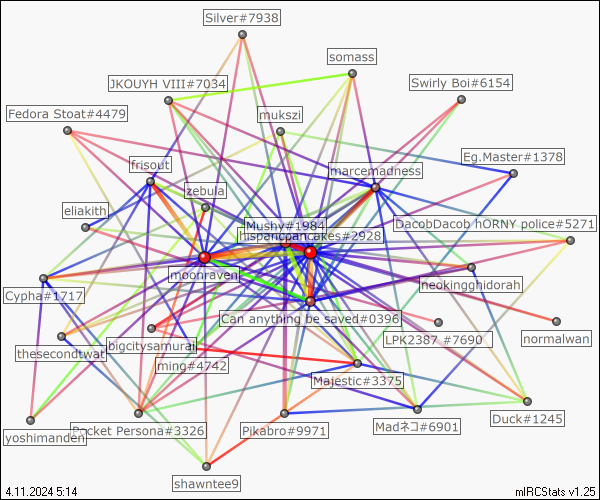 Silver#7938
somass
JKOUYH VIII#7034
Swirly Boi#6154
Fedora Stoat#4479
mukszi
Eg.Master#1378
frisout
marcemadness
zebula
eliakith
Mushy#1984
DacobDacob hORNY police#5271
hispanicpancakes#2928
moonraven
neokingghidorah
Cypha#1717
Can anything be saved#0396
normalwan
LPK2387 #7690
bigcitysamurai
thesecondtwat
ming#4742
Majestic#3375
Duck#1245
Pocket Persona#3326
Pikabro#9971
Madネコ#6901
yoshimanden
shawntee9
4.11.2024 5:14
mIRCStats v1.25